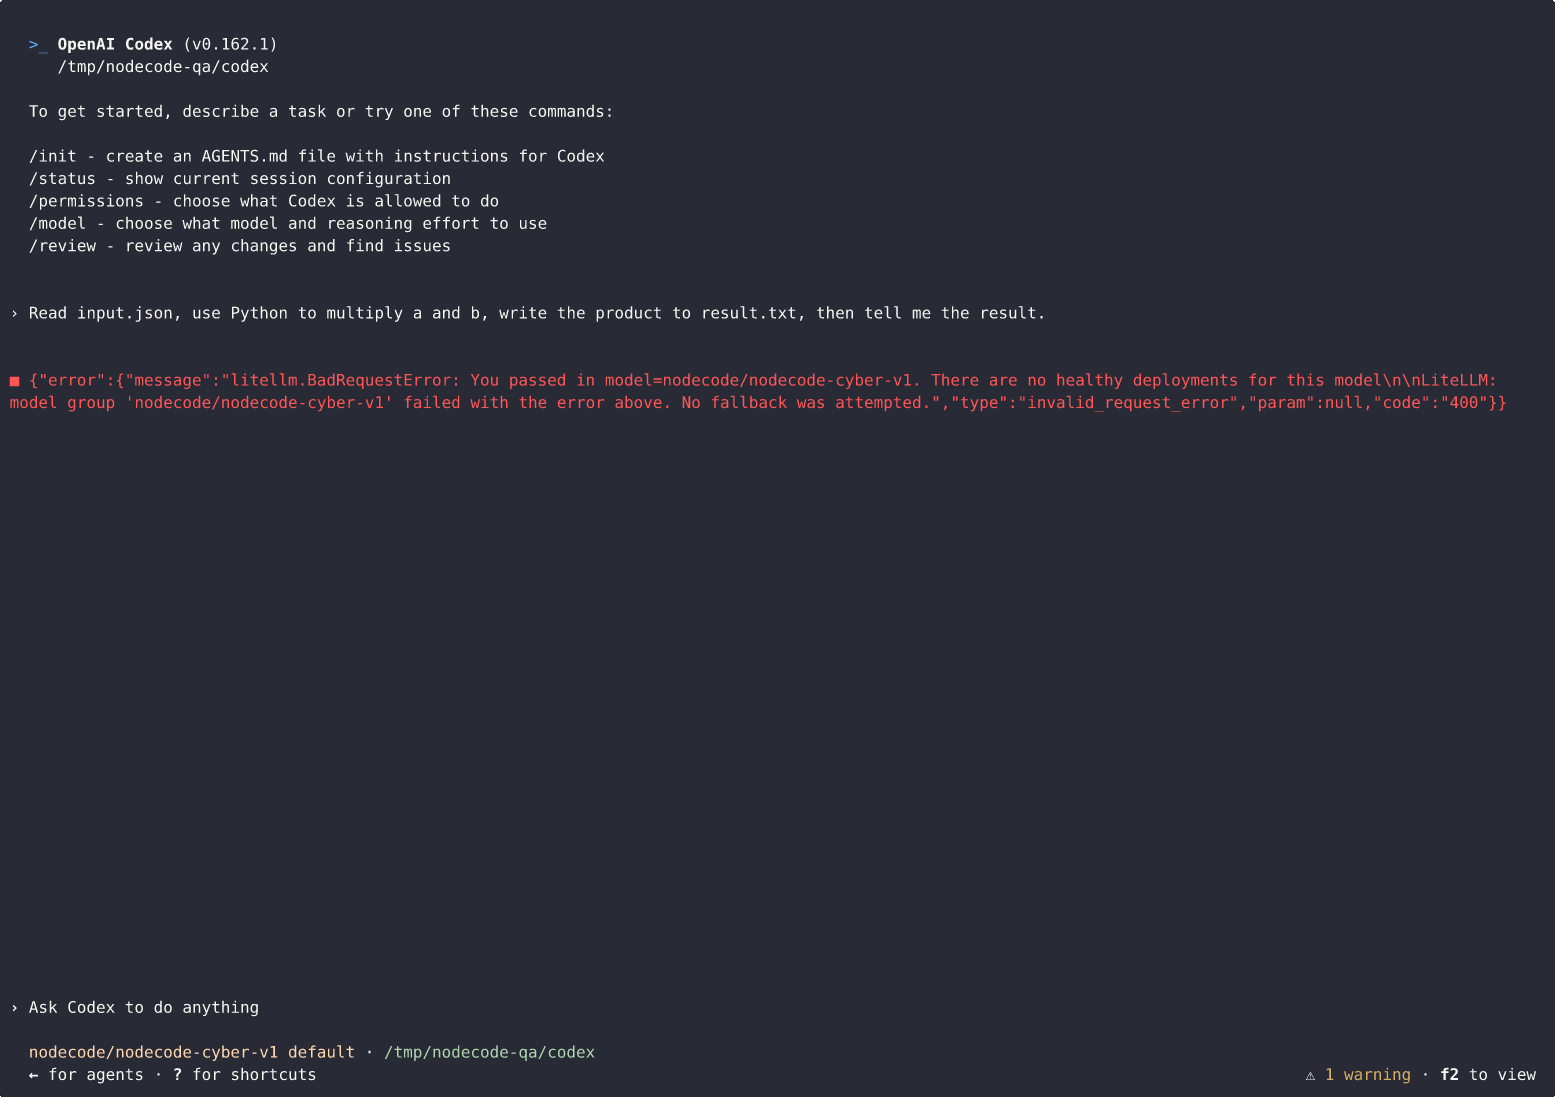 >_ OpenAI Codex (v0.162.1)
/tmp/nodecode-qa/codex
To get started, describe a task or try one of these commands:
/init - create an AGENTS.md file with instructions for Codex
/status - show current session configuration
/permissions - choose what Codex is allowed to do
/model - choose what model and reasoning effort to use
/review - review any changes and find issues
› Read input.json, use Python to multiply a and b, write the product to result.txt, then tell me the result.
■ {"error":{"message":"litellm.BadRequestError: You passed in model=nodecode/nodecode-cyber-v1. There are no healthy deployments for this model\n\nLiteLLM:
model group 'nodecode/nodecode-cyber-v1' failed with the error above. No fallback was attempted.","type":"invalid_request_error","param":null,"code":"400"}}
› Ask Codex to do anything
nodecode/nodecode-cyber-v1 default · /tmp/nodecode-qa/codex
← for agents · ? for shortcuts ⚠ 1 warning · f2 to view